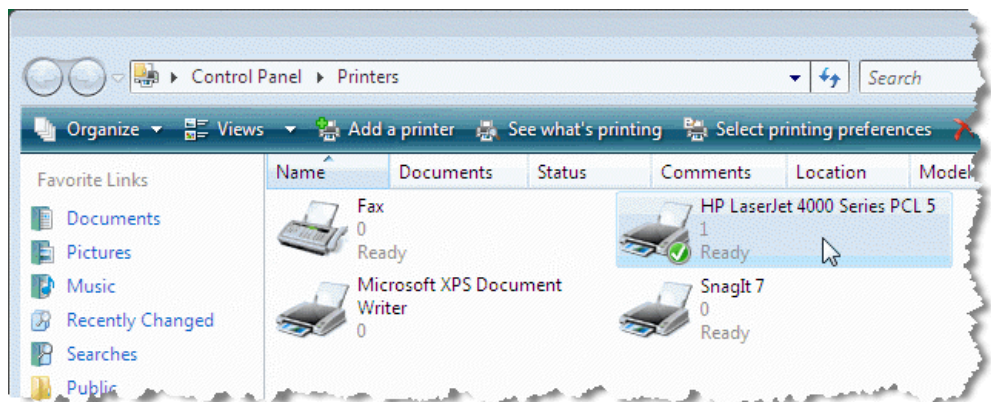 Control Panel ▸ Printers
Search
Organize Views Add a printer See what's printing Select printing preferences
Favorite Links
Documents
Pictures
Music
Recently Changed
Searches
Public
Name Documents Status Comments Location Model
Fax
0
Ready
HP LaserJet 4000 Series PCL 5
1
Ready
Microsoft XPS Document
Writer
0
SnagIt 7
0
Ready